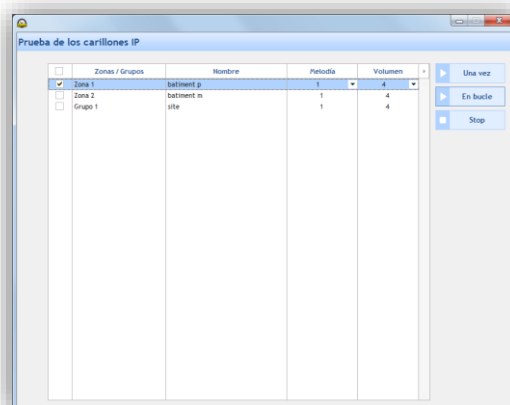 Prueba de los carillones IP
Zonas / Grupos Nombre Melodía Volumen
Zona 1 batiment p 1 4
Zona 2 batiment m 1 4
Grupo 1 site 1 4
Una vez
En bucle
Stop